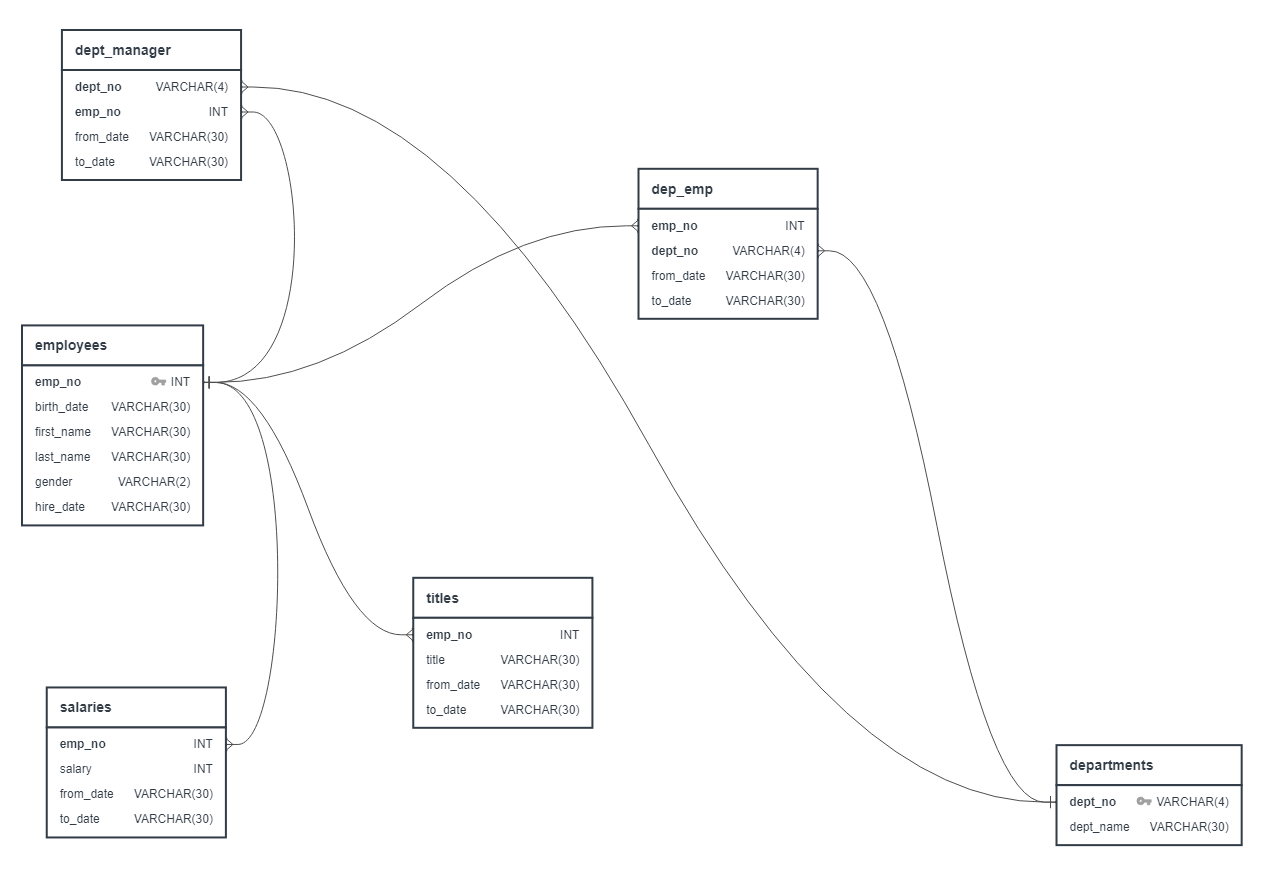 dept_manager
dept_no VARCHAR(4)
emp_no INT
from_date VARCHAR(30)
to_date VARCHAR(30)
dep_emp
emp_no INT
dept_no VARCHAR(4)
from_date VARCHAR(30)
to_date VARCHAR(30)
employees
emp_no INT
birth_date VARCHAR(30)
first_name VARCHAR(30)
last_name VARCHAR(30)
gender VARCHAR(2)
hire_date VARCHAR(30)
titles
emp_no INT
title VARCHAR(30)
from_date VARCHAR(30)
to_date VARCHAR(30)
salaries
emp_no INT
salary INT
from_date VARCHAR(30)
to_date VARCHAR(30)
departments
dept_no VARCHAR(4)
dept_name VARCHAR(30)